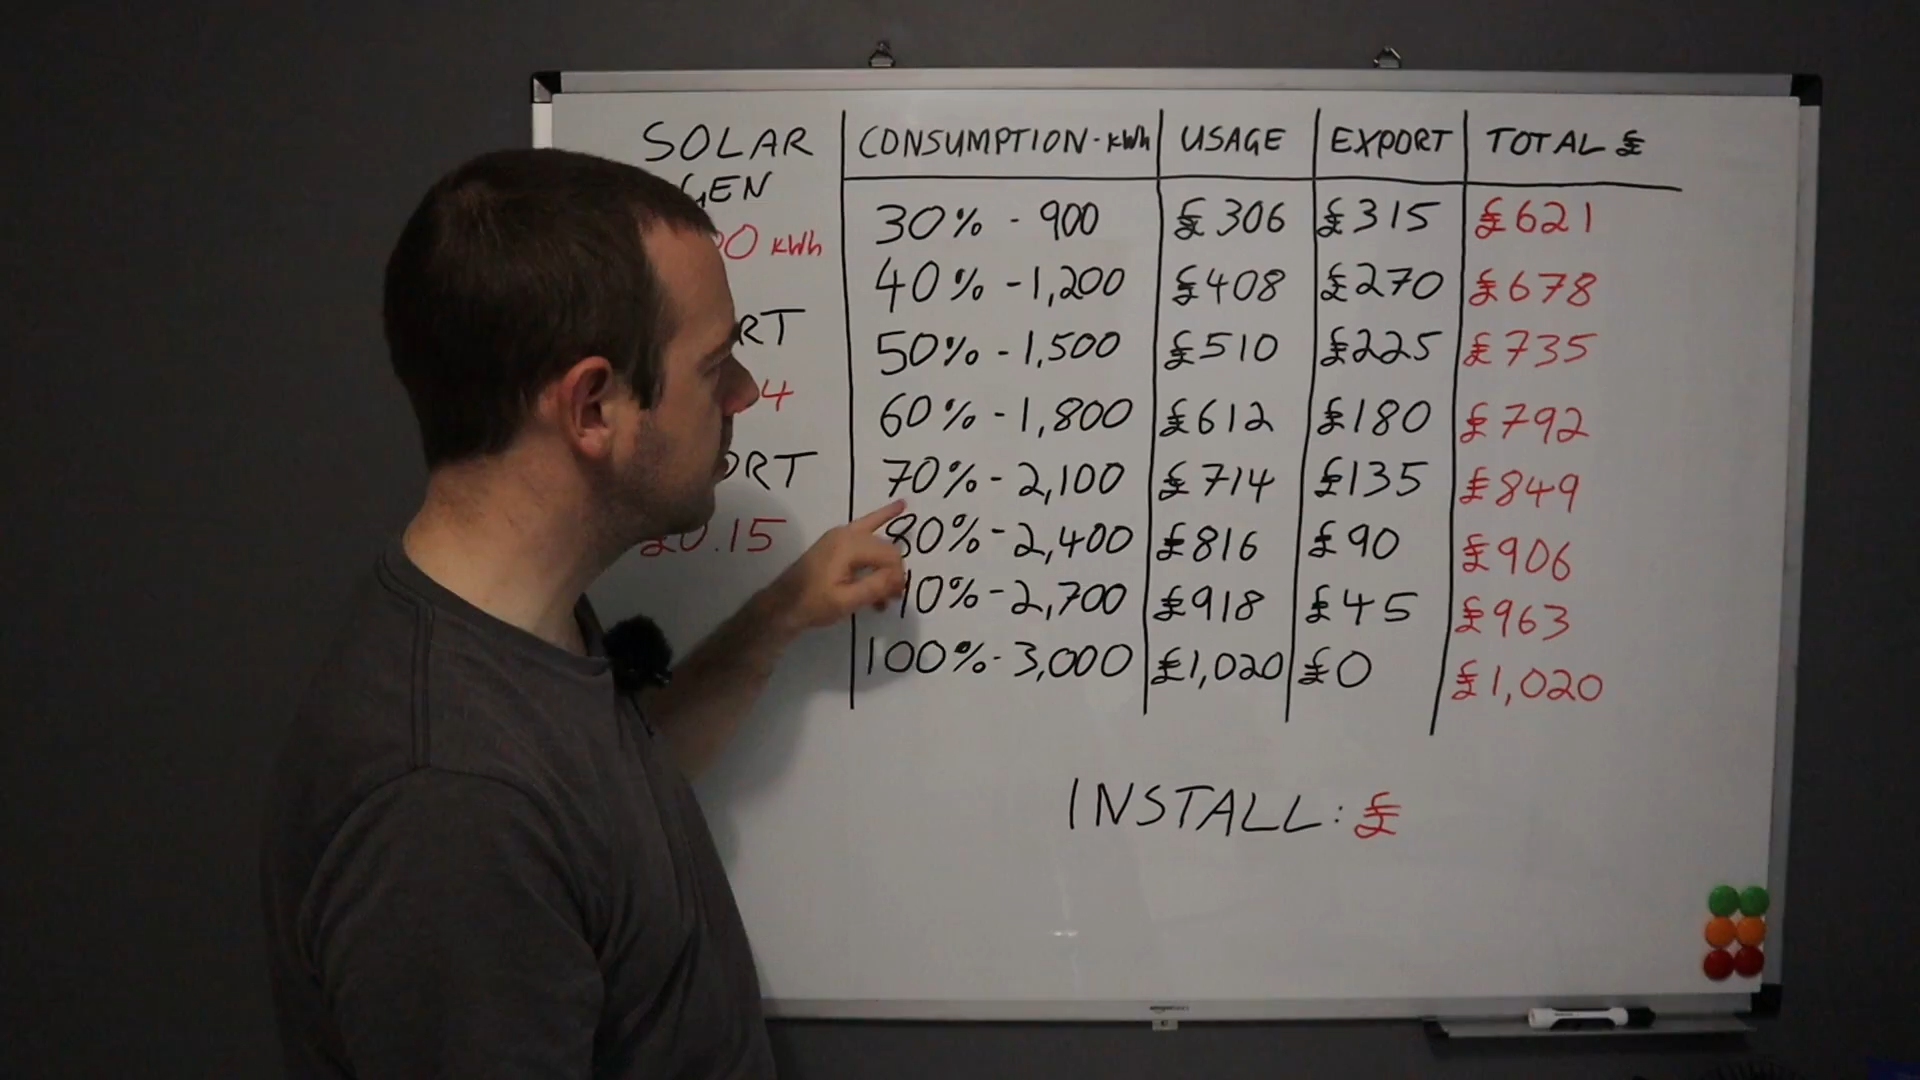 SOLAR
GEN
00 kWh
RT
4
ORT
£0.15
CONSUMPTION-kWh USAGE EXPORT TOTAL £
30% - 900 £306 £315 £621
40% - 1,200 £408 £270 £678
50% - 1,500 £510 £225 £735
60% - 1,800 £612 £180 £792
70% - 2,100 £714 £135 £849
80% - 2,400 £816 £90 £906
90% - 2,700 £918 £45 £963
100% - 3,000 £1,020 £0 £1,020
INSTALL: £